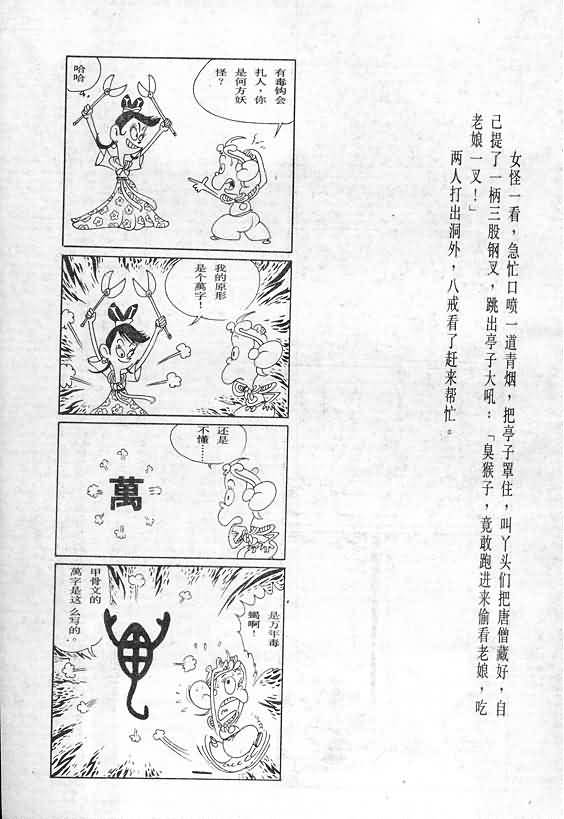 女怪一看，急忙口喷一道青烟，把亭子罩住，叫丫头们把唐僧藏好，自
己提了一柄三股钢叉，跳出亭子大吼：「臭猴子，竟敢跑进来偷看老娘，吃
老娘一叉！」
两人打出洞外，八戒看了赶来帮忙。
有毒钩会
扎人，你
是何方妖
怪？
哈
哈
我的原形
是个萬字！
还是
不懂……
萬
是万年毒
蝎啊！
甲骨文的
萬字是这么写的。